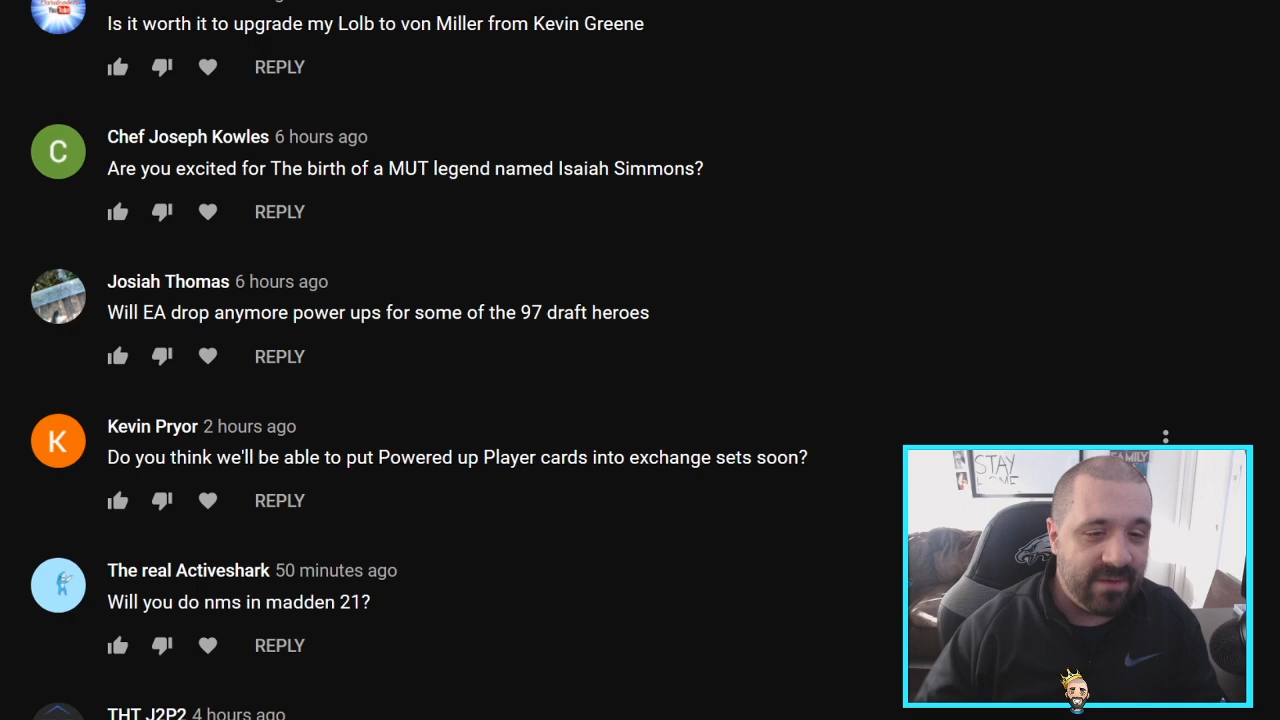 Is it worth it to upgrade my Lolb to von Miller from Kevin Greene
REPLY
Chef Joseph Kowles 6 hours ago
C
Are you excited for The birth of a MUT legend named Isaiah Simmons?
REPLY
Josiah Thomas 6 hours ago
Will EA drop anymore power ups for some of the 97 draft heroes
REPLY
Kevin Pryor 2 hours ago
K
Do you think we'll be able to put Powered up Player cards into exchange sets soon?
STAY
HOME
FAMILY
REPLY
The real Activeshark 50 minutes ago
Will you do nms in madden 21?
REPLY
THT J2P2 4 hours ago